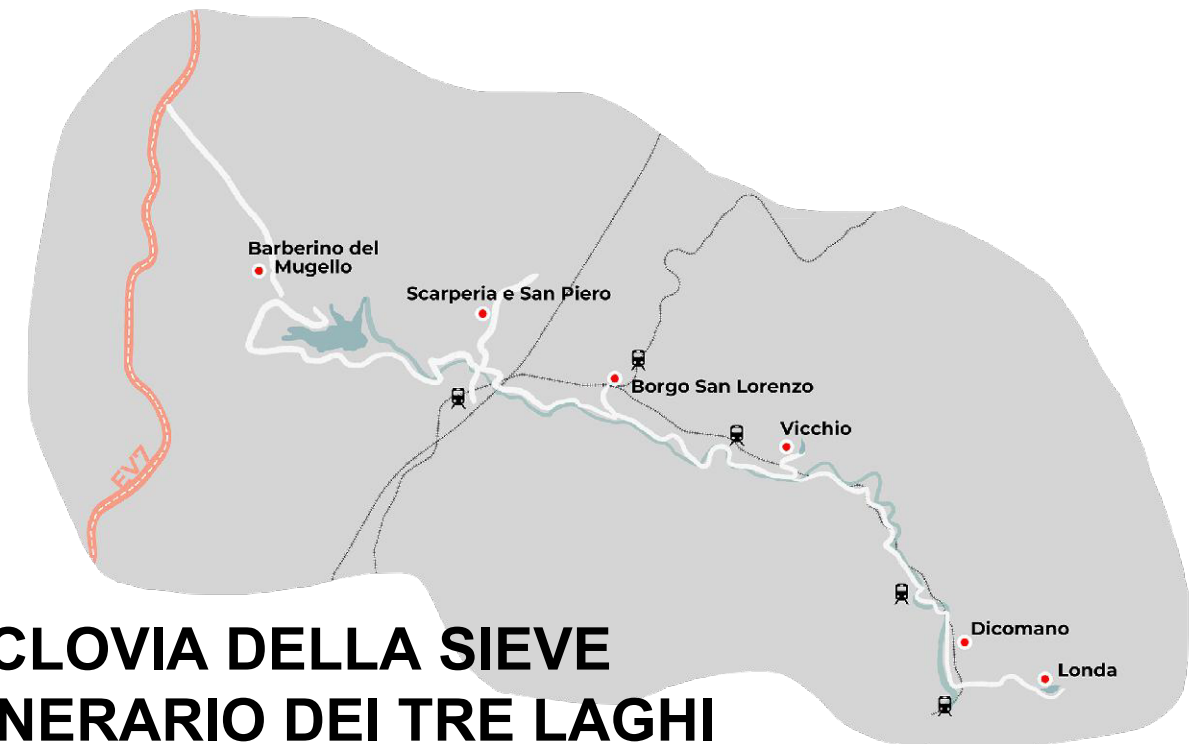 Barberino del
Mugello
Scarperia e San Piero
Borgo San Lorenzo
Vicchio
EV7
Dicomano
Londa
CLOVIA DELLA SIEVE
NERARIO DEI TRE LAGHI